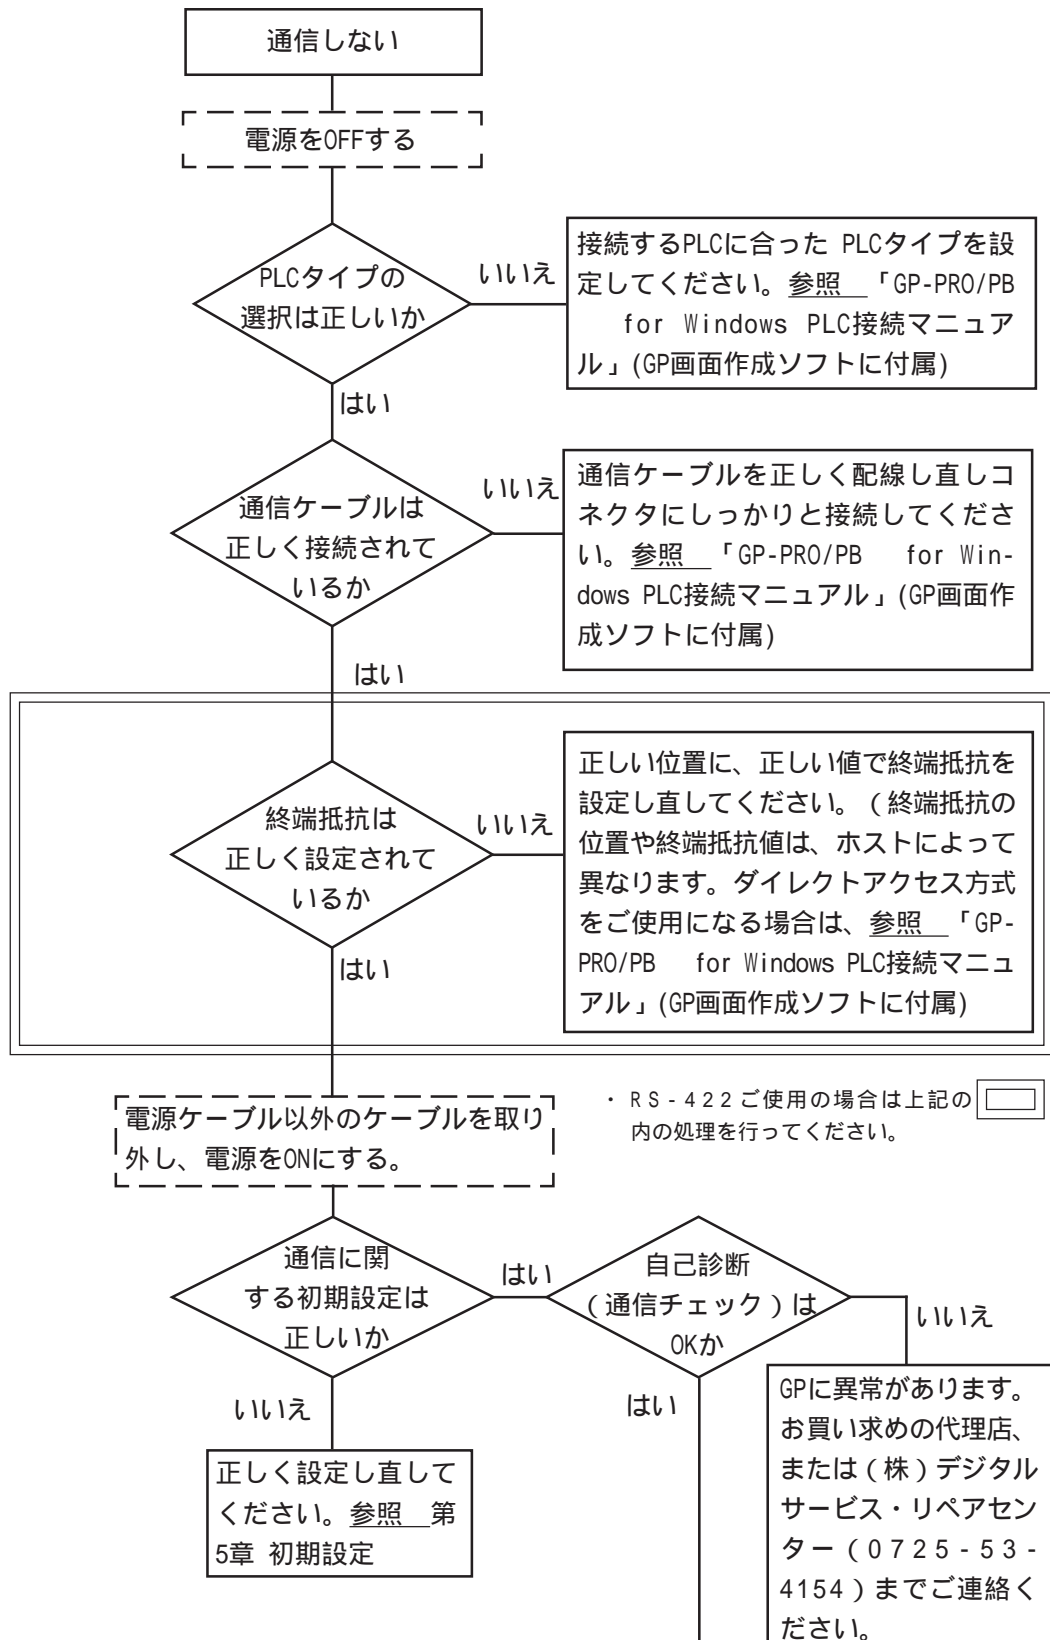 通信しない
電源をOFFする
PLCタイプの
選択は正しいか
いいえ
接続するPLCに合った PLCタイプを設
定してください。参照 「GP-PRO/PB
for Windows PLC接続マニュア
ル」(GP画面作成ソフトに付属)
はい
通信ケーブルは
正しく接続されて
いるか
いいえ
通信ケーブルを正しく配線し直しコ
ネクタにしっかりと接続してくださ
い。参照 「GP-PRO/PB for Win-
dows PLC接続マニュアル」(GP画面作
成ソフトに付属)
はい
終端抵抗は
正しく設定されて
いるか
いいえ
正しい位置に、正しい値で終端抵抗を
設定し直してください。(終端抵抗の
位置や終端抵抗値は、ホストによって
異なります。ダイレクトアクセス方式
をご使用になる場合は、参照 「GP-
PRO/PB for Windows PLC接続マニュ
アル」(GP画面作成ソフトに付属)
はい
・ RS-422ご使用の場合は上記の
内の処理を行ってください。
電源ケーブル以外のケーブルを取り
外し、電源をONにする。
通信に関
する初期設定は
正しいか
はい
自己診断
(通信チェック)は
OKか
いいえ
いいえ
はい
正しく設定し直して
ください。参照 第
5章 初期設定
GPに異常があります。
お買い求めの代理店、
または(株)デジタル
サービス・リペアセン
ター(0725-53-
4154)までご連絡く
ださい。